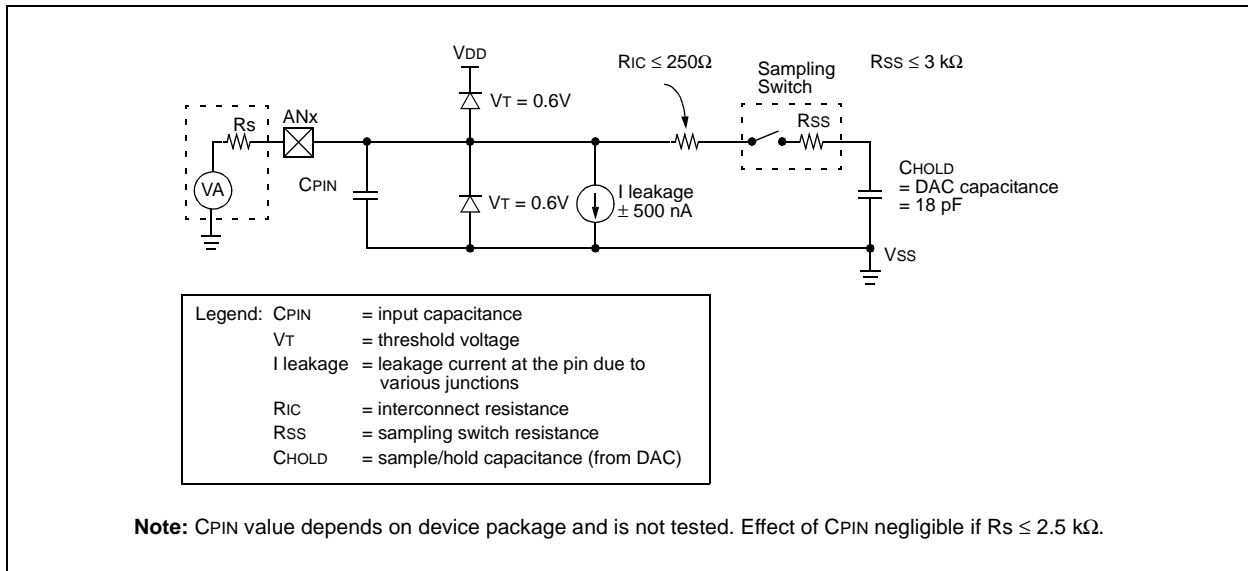 VDD
RIC ≤ 250Ω
Sampling
Switch
RSS ≤ 3 kΩ
VT = 0.6V
Rs
ANx
RSS
VA
CPIN
VT = 0.6V
I leakage
± 500 nA
CHOLD
= DAC capacitance
= 18 pF
VSS
Legend: CPIN = input capacitance
VT = threshold voltage
I leakage = leakage current at the pin due to
various junctions
RIC = interconnect resistance
RSS = sampling switch resistance
CHOLD = sample/hold capacitance (from DAC)
Note: CPIN value depends on device package and is not tested. Effect of CPIN negligible if Rs ≤ 2.5 kΩ.